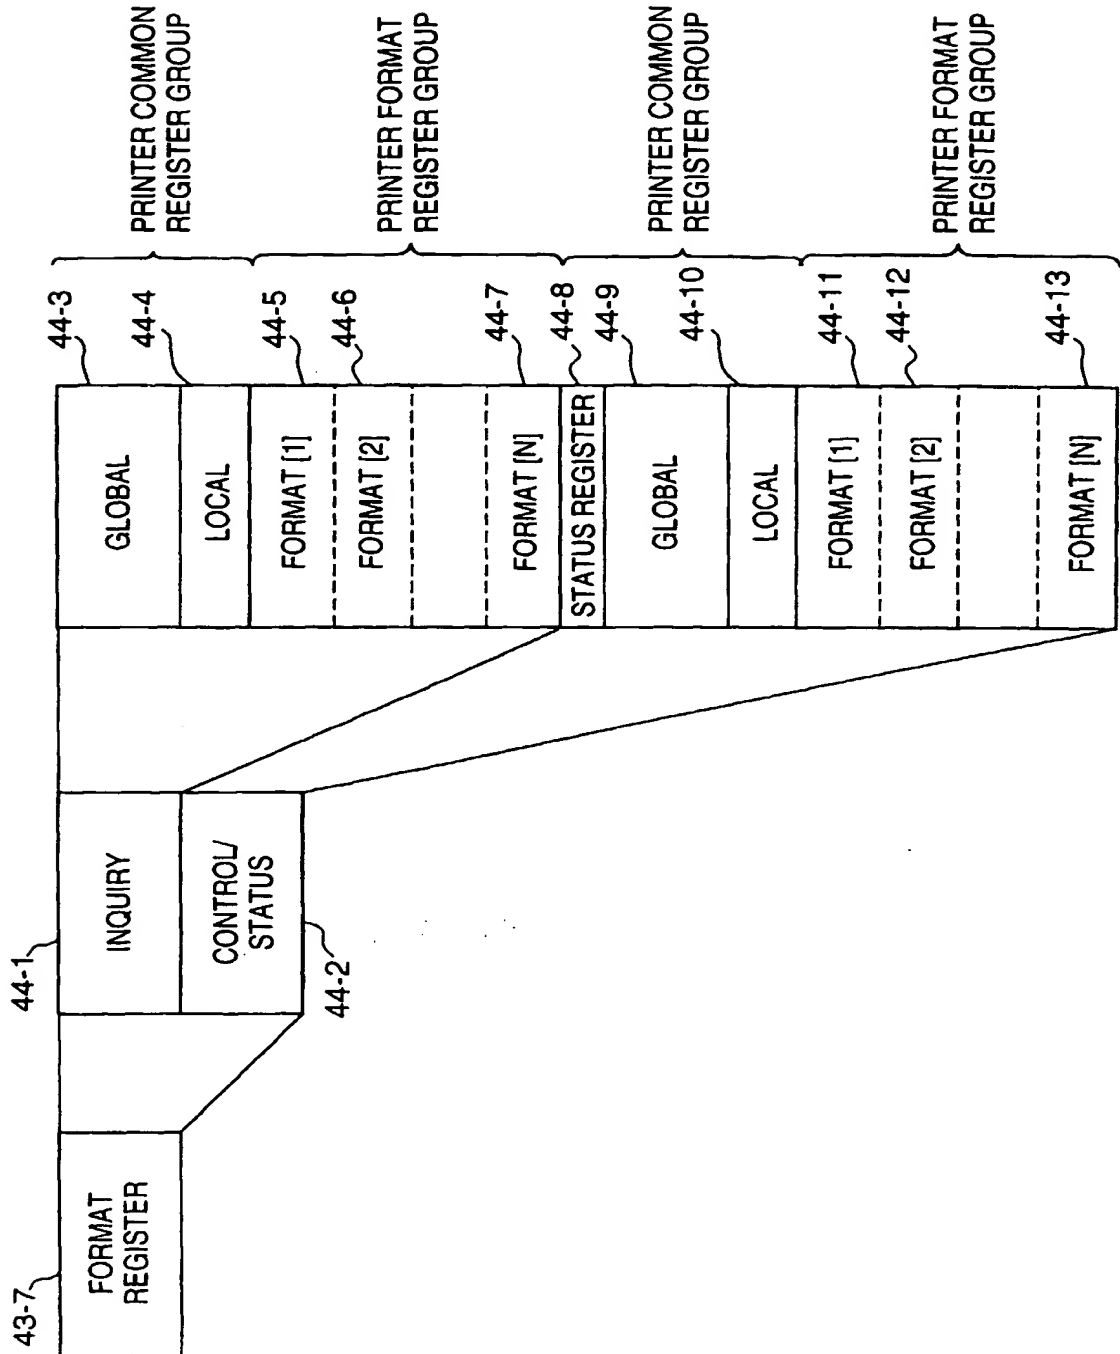 43-7
FORMAT
REGISTER
44-1
INQUIRY
CONTROL/
STATUS
44-2
GLOBAL
LOCAL
FORMAT [1]
FORMAT [2]
FORMAT [N]
STATUS REGISTER
GLOBAL
LOCAL
FORMAT [1]
FORMAT [2]
FORMAT [N]
44-3
44-4
44-5
44-6
44-7
44-8
44-9
44-10
44-11
44-12
44-13
PRINTER COMMON
REGISTER GROUP
PRINTER FORMAT
REGISTER GROUP
PRINTER COMMON
REGISTER GROUP
PRINTER FORMAT
REGISTER GROUP